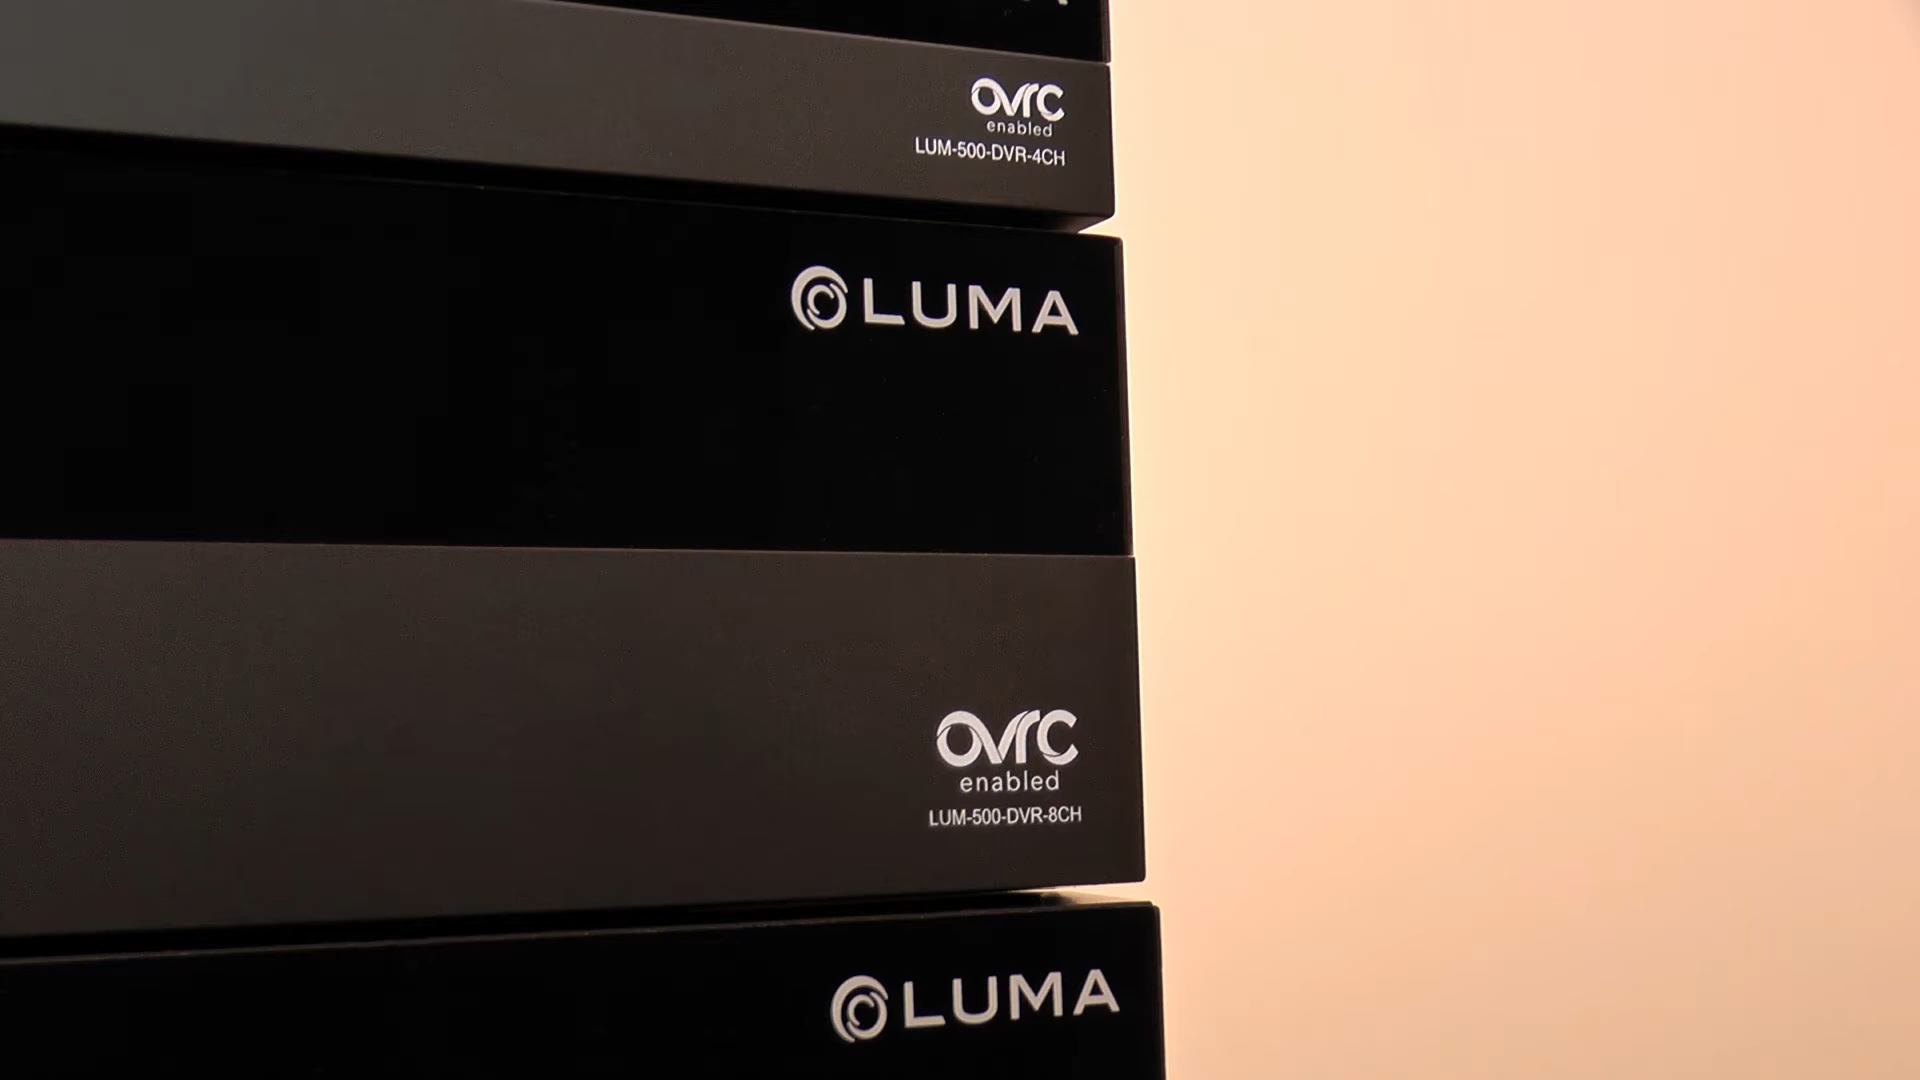 ovrc
enabled
LUM-500-DVR-4CH
LUMA
ovrc
enabled
LUM-500-DVR-8CH
LUMA